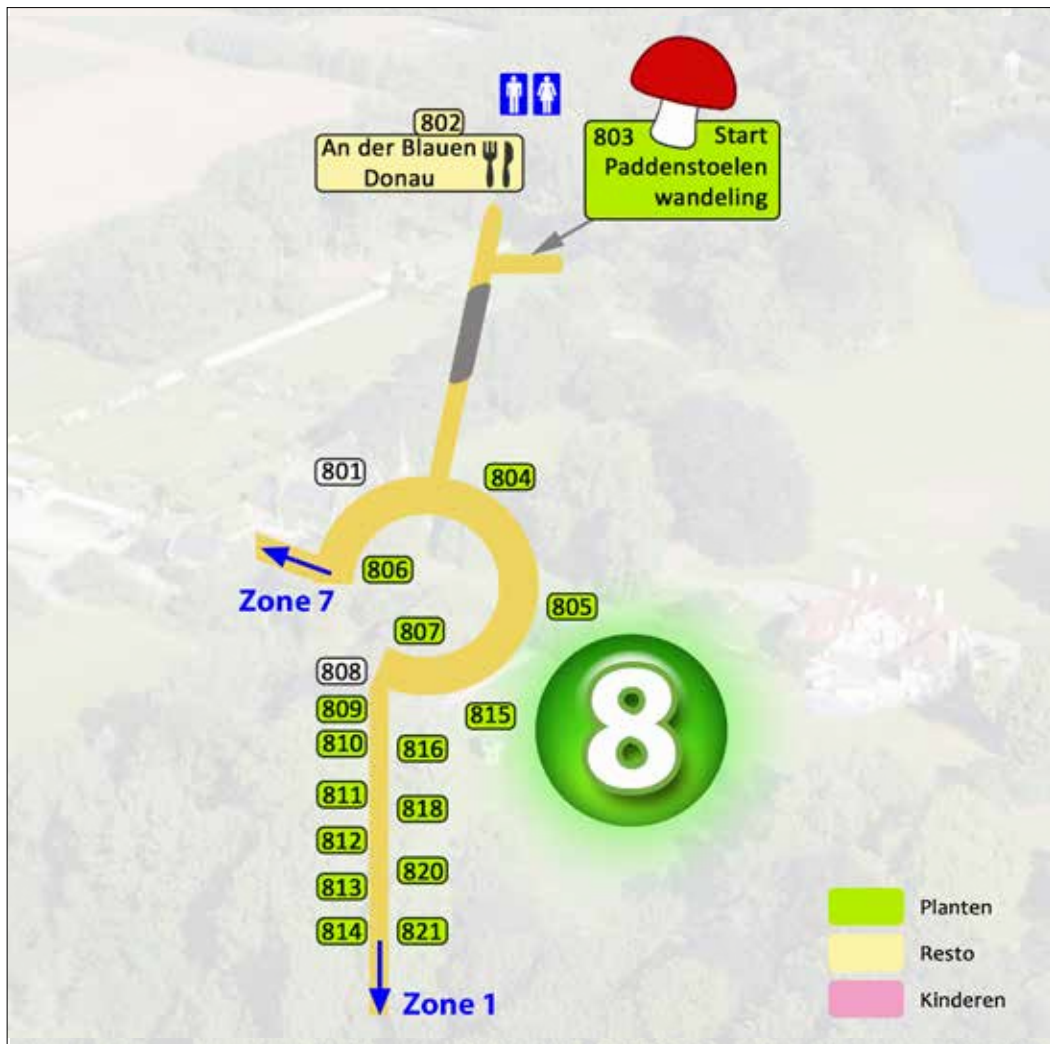 802
An der Blauen
Donau
803 Start
Paddenstoelen
wandeling
801
804
806
Zone 7
805
807
808
809
810
811
812
813
814
815
816
818
820
821
8
Zone 1
Planten
Resto
Kinderen